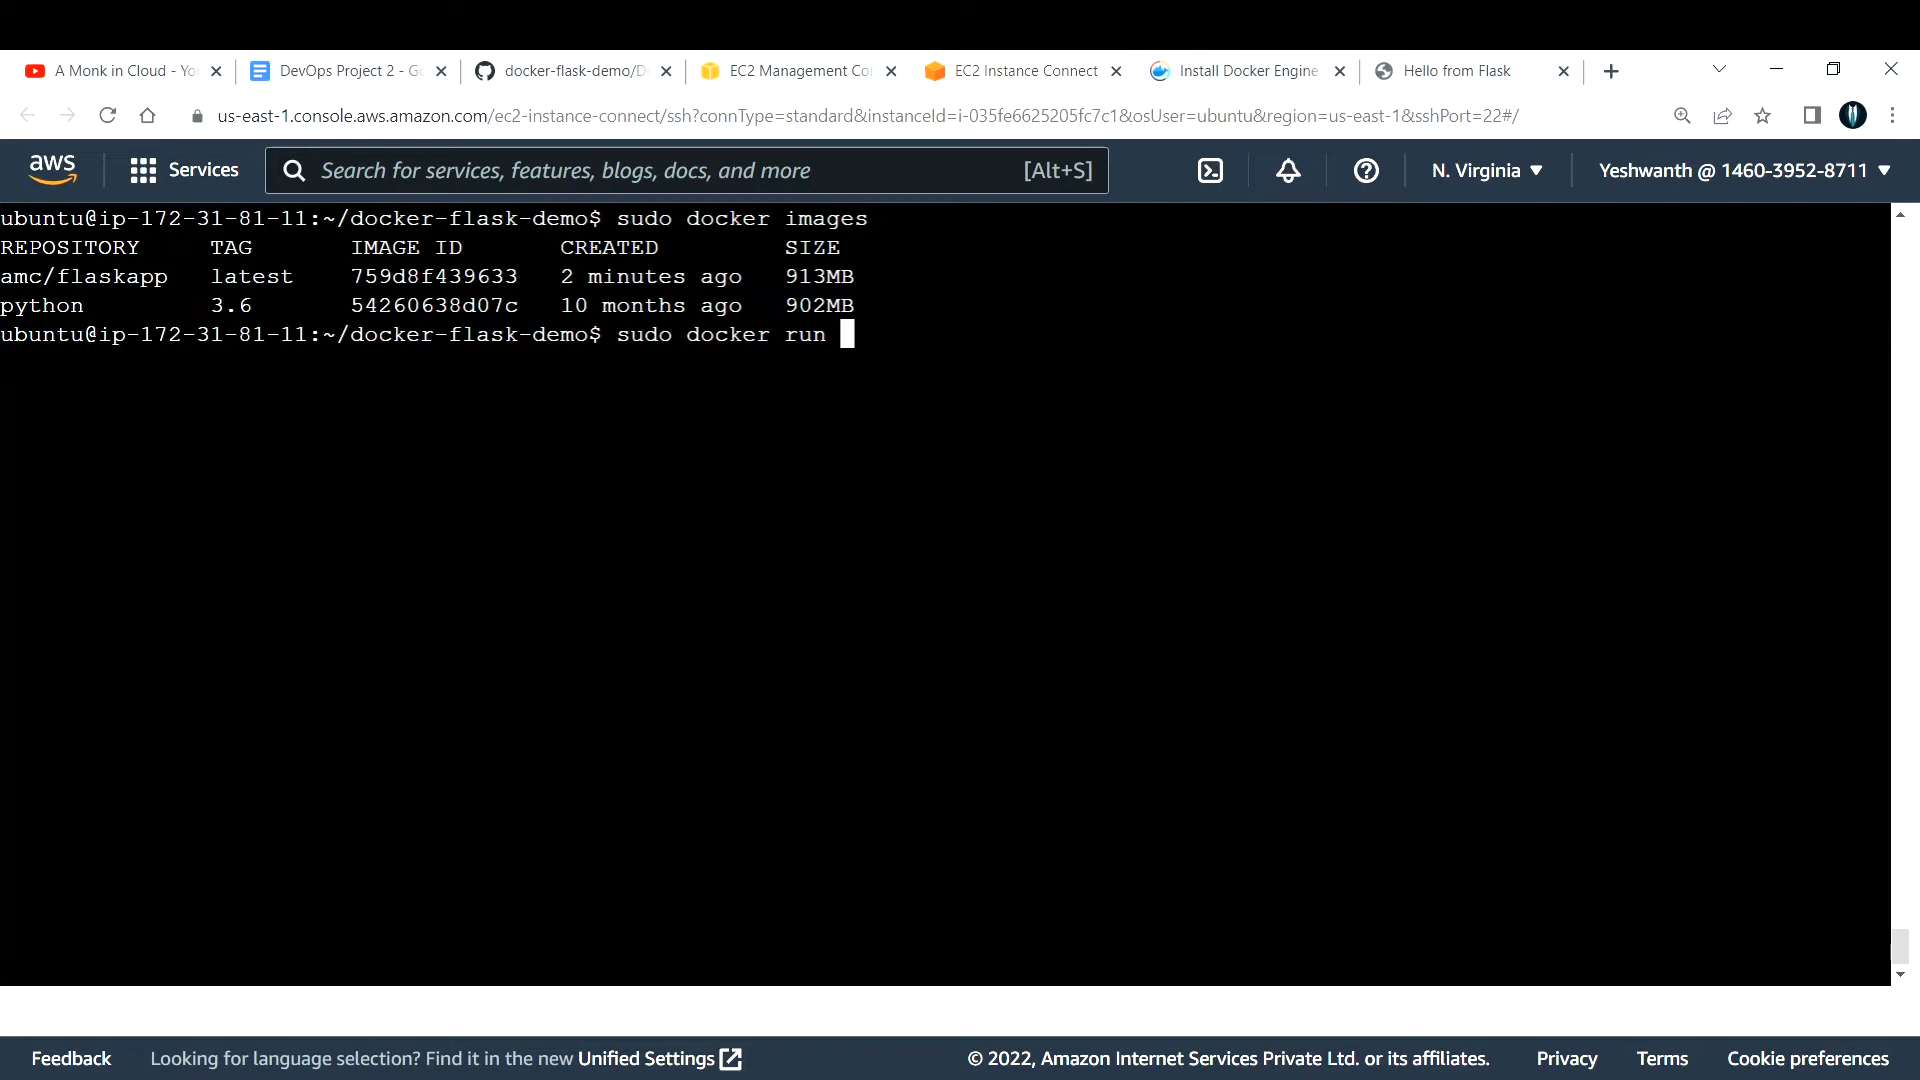 A Monk in Cloud - Yo
DevOps Project 2 - Go
docker-flask-demo/D
EC2 Management Con
EC2 Instance Connect
Install Docker Engine
Hello from Flask
us-east-1.console.aws.amazon.com/ec2-instance-connect/ssh?connType=standard&instanceId=i-035fe6625205fc7c1&osUser=ubuntu&region=us-east-1&sshPort=22#/
aws
Services
Search for services, features, blogs, docs, and more
[Alt+S]
N. Virginia
Yeshwanth @ 1460-3952-8711
ubuntu@ip-172-31-81-11:~/docker-flask-demo$ sudo docker images
REPOSITORY TAG IMAGE ID CREATED SIZE
amc/flaskapp latest 759d8f439633 2 minutes ago 913MB
python 3.6 54260638d07c 10 months ago 902MB
ubuntu@ip-172-31-81-11:~/docker-flask-demo$ sudo docker run
Feedback
Looking for language selection? Find it in the new Unified Settings
© 2022, Amazon Internet Services Private Ltd. or its affiliates.
Privacy
Terms
Cookie preferences